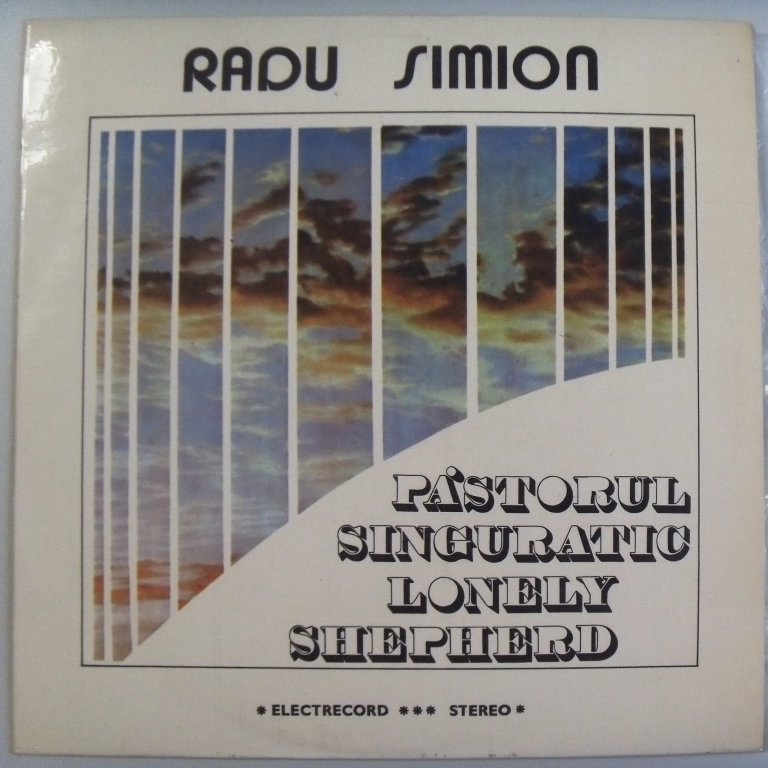 RADU SIMION
PĂSTORUL
SINGURATIC
LONELY
SHEPHERD
* ELECTRECORD *** STEREO *